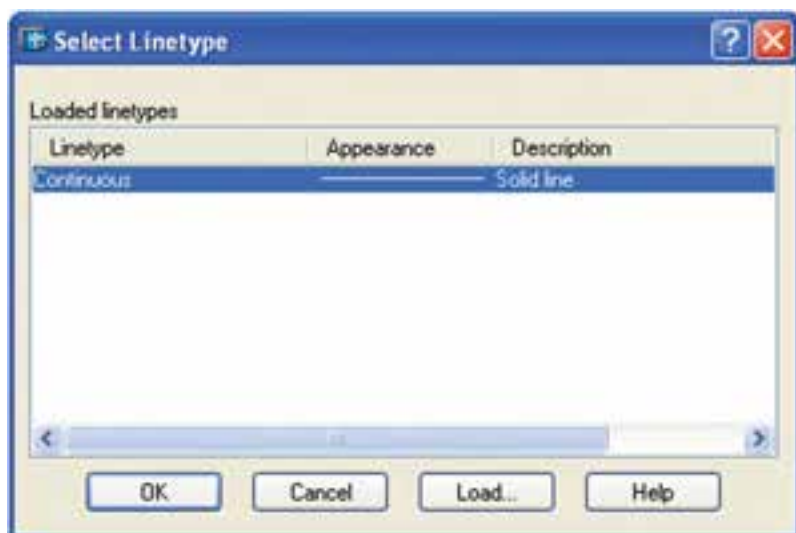 Select Linetype
Loaded linetypes
Linetype Appearance Description
Continuous Solid line
OK Cancel Load... Help